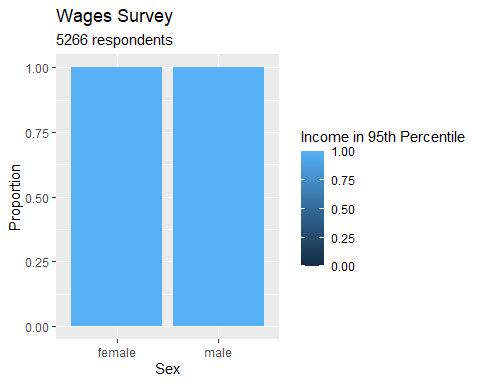 Wages Survey
5266 respondents
1.00
0.75
0.50
0.25
0.00
Proportion
female male
Sex
Income in 95th Percentile
1.00
0.75
0.50
0.25
0.00